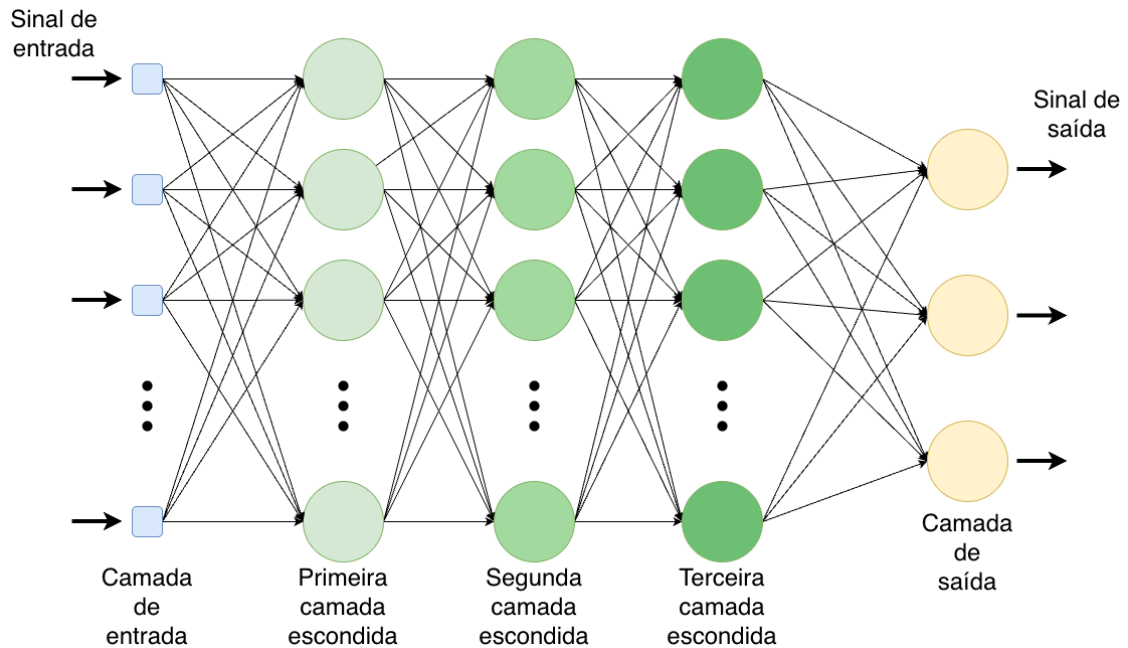 Sinal de
entrada
Sinal de
saída
Camada
de
entrada
Primeira
camada
escondida
Segunda
camada
escondida
Terceira
camada
escondida
Camada
de
saída